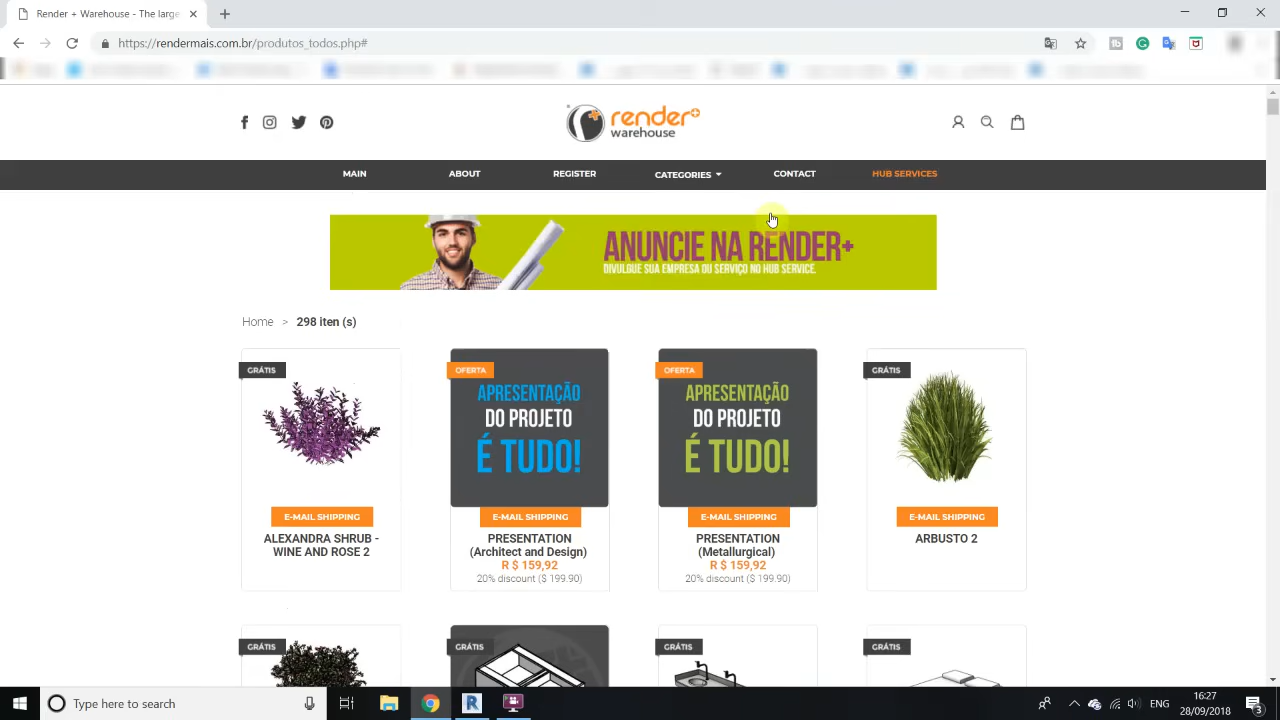 Render + Warehouse - The large
https://rendermais.com.br/produtos_todos.php#
render+
warehouse
MAIN
ABOUT
REGISTER
CATEGORIES
CONTACT
HUB SERVICES
ANUNCIE NA RENDER+
DIVULGUE SUA EMPRESA OU SERVIÇO NO HUB SERVICE.
Home > 298 iten (s)
GRÁTIS
E-MAIL SHIPPING
ALEXANDRA SHRUB -
WINE AND ROSE 2
OFERTA
APRESENTAÇÃO
DO PROJETO
É TUDO!
E-MAIL SHIPPING
PRESENTATION
(Architect and Design)
R $ 159,92
20% discount ($ 199.90)
OFERTA
APRESENTAÇÃO
DO PROJETO
É TUDO!
E-MAIL SHIPPING
PRESENTATION
(Metallurgical)
R $ 159,92
20% discount ($ 199.90)
GRÁTIS
E-MAIL SHIPPING
ARBUSTO 2
GRÁTIS
GRÁTIS
GRÁTIS
GRÁTIS
Type here to search
ENG
16:27
28/09/2018
3